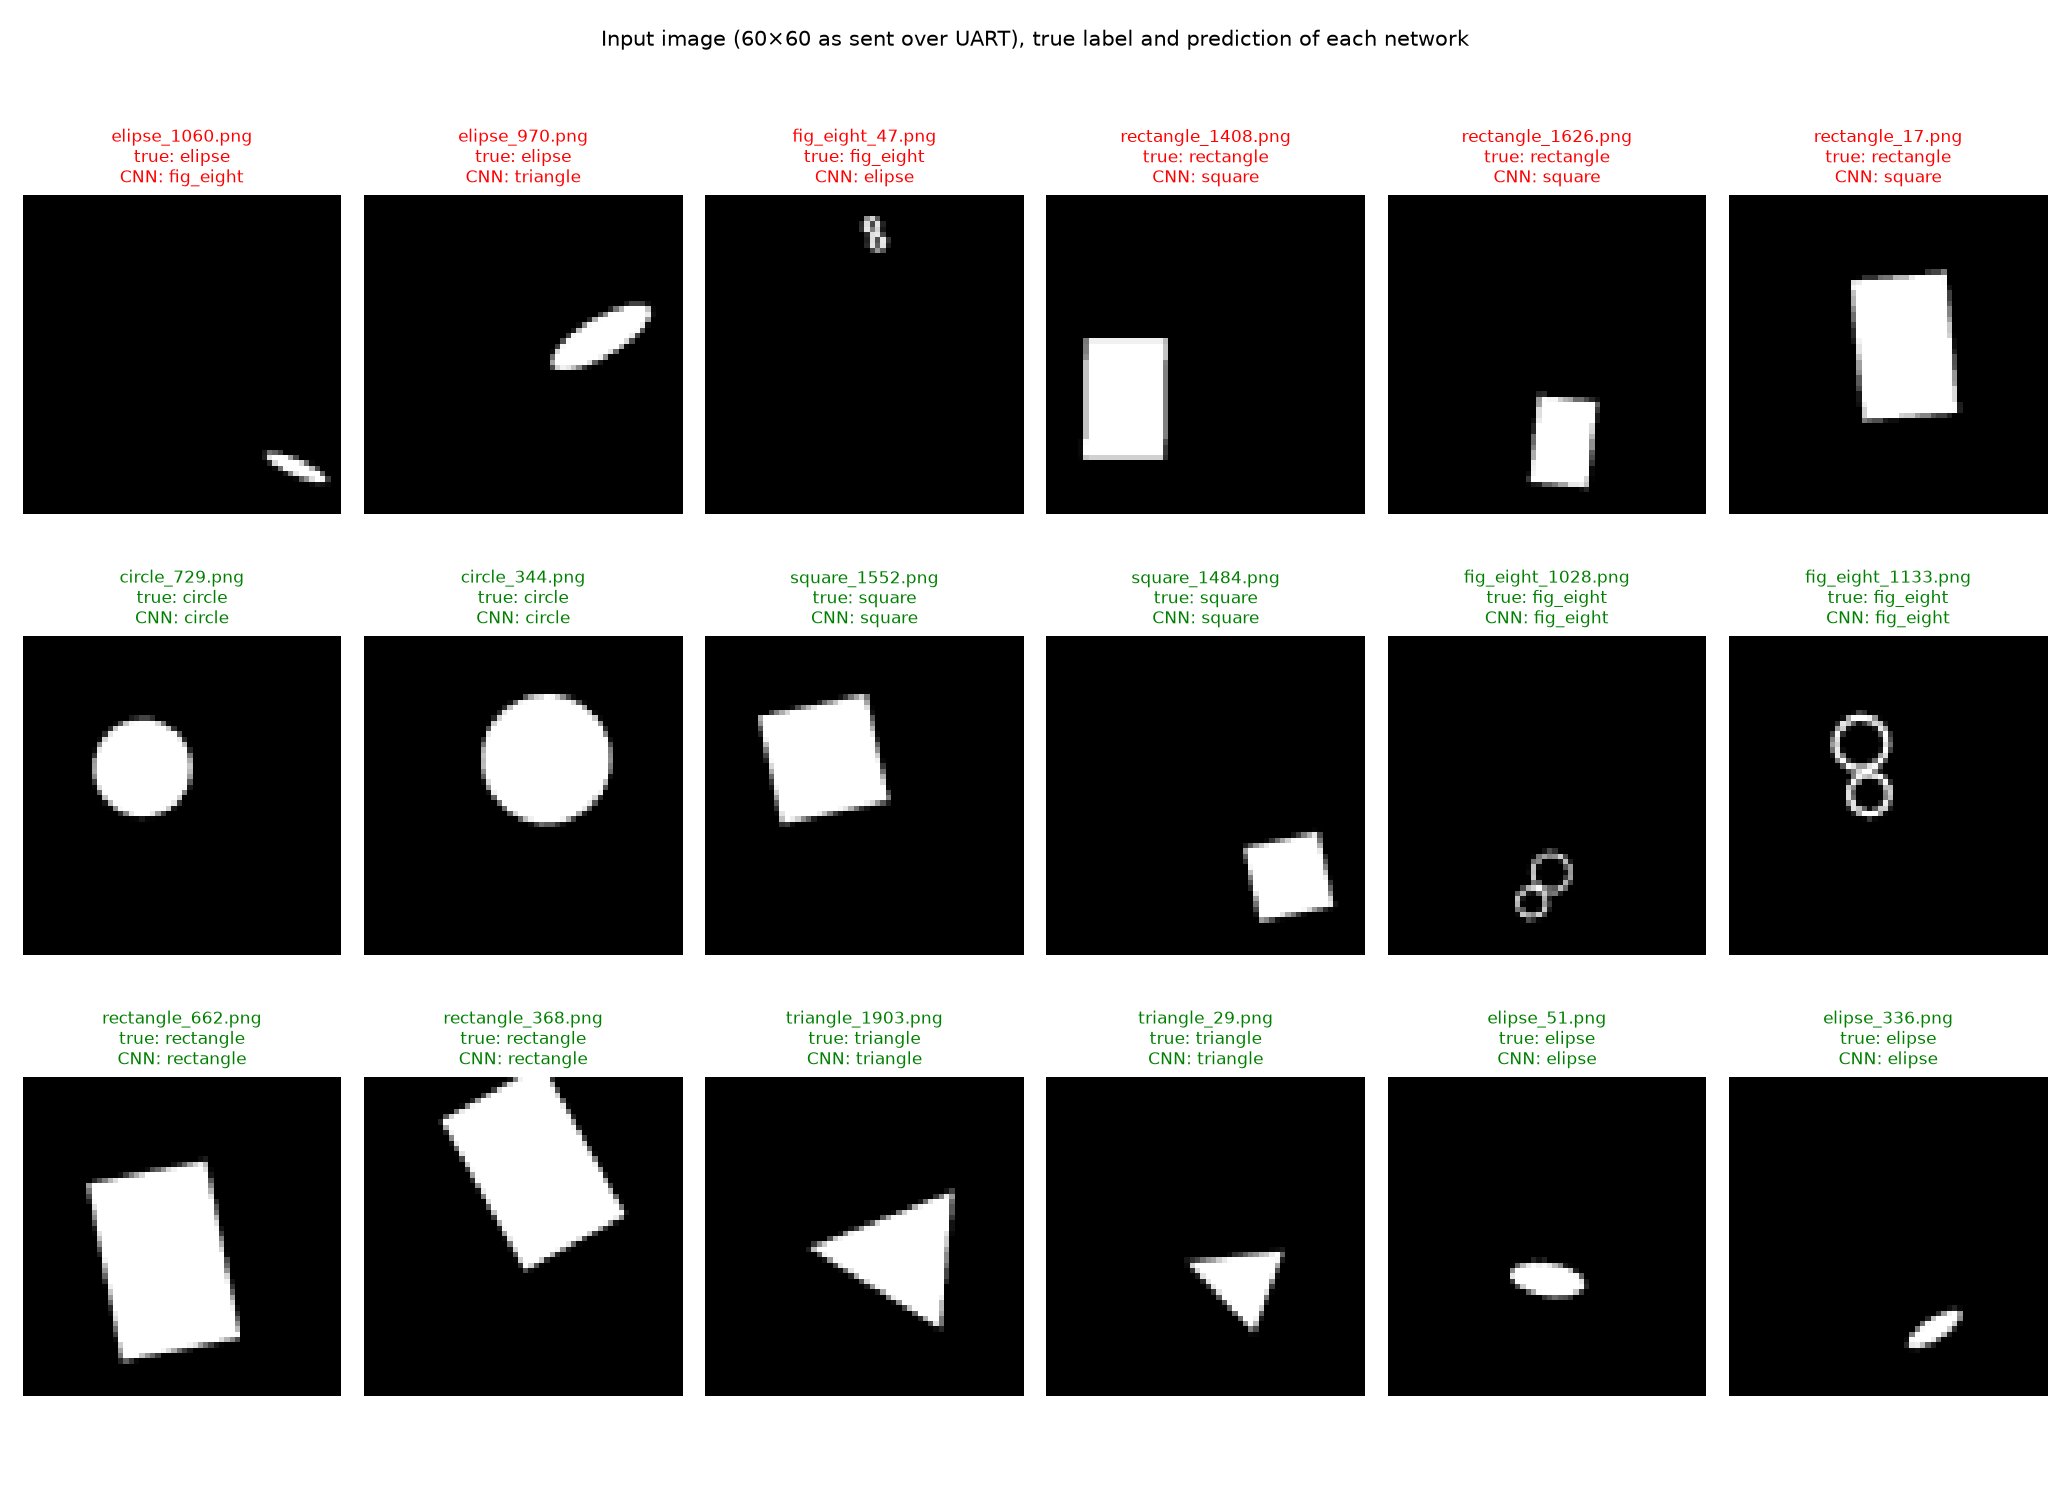 Input image (60×60 as sent over UART), true label and prediction of each network
elipse_1060.png
true: elipse
CNN: fig_eight
elipse_970.png
true: elipse
CNN: triangle
fig_eight_47.png
true: fig_eight
CNN: elipse
rectangle_1408.png
true: rectangle
CNN: square
rectangle_1626.png
true: rectangle
CNN: square
rectangle_17.png
true: rectangle
CNN: square
circle_729.png
true: circle
CNN: circle
circle_344.png
true: circle
CNN: circle
square_1552.png
true: square
CNN: square
square_1484.png
true: square
CNN: square
fig_eight_1028.png
true: fig_eight
CNN: fig_eight
fig_eight_1133.png
true: fig_eight
CNN: fig_eight
rectangle_662.png
true: rectangle
CNN: rectangle
rectangle_368.png
true: rectangle
CNN: rectangle
triangle_1903.png
true: triangle
CNN: triangle
triangle_29.png
true: triangle
CNN: triangle
elipse_51.png
true: elipse
CNN: elipse
elipse_336.png
true: elipse
CNN: elipse